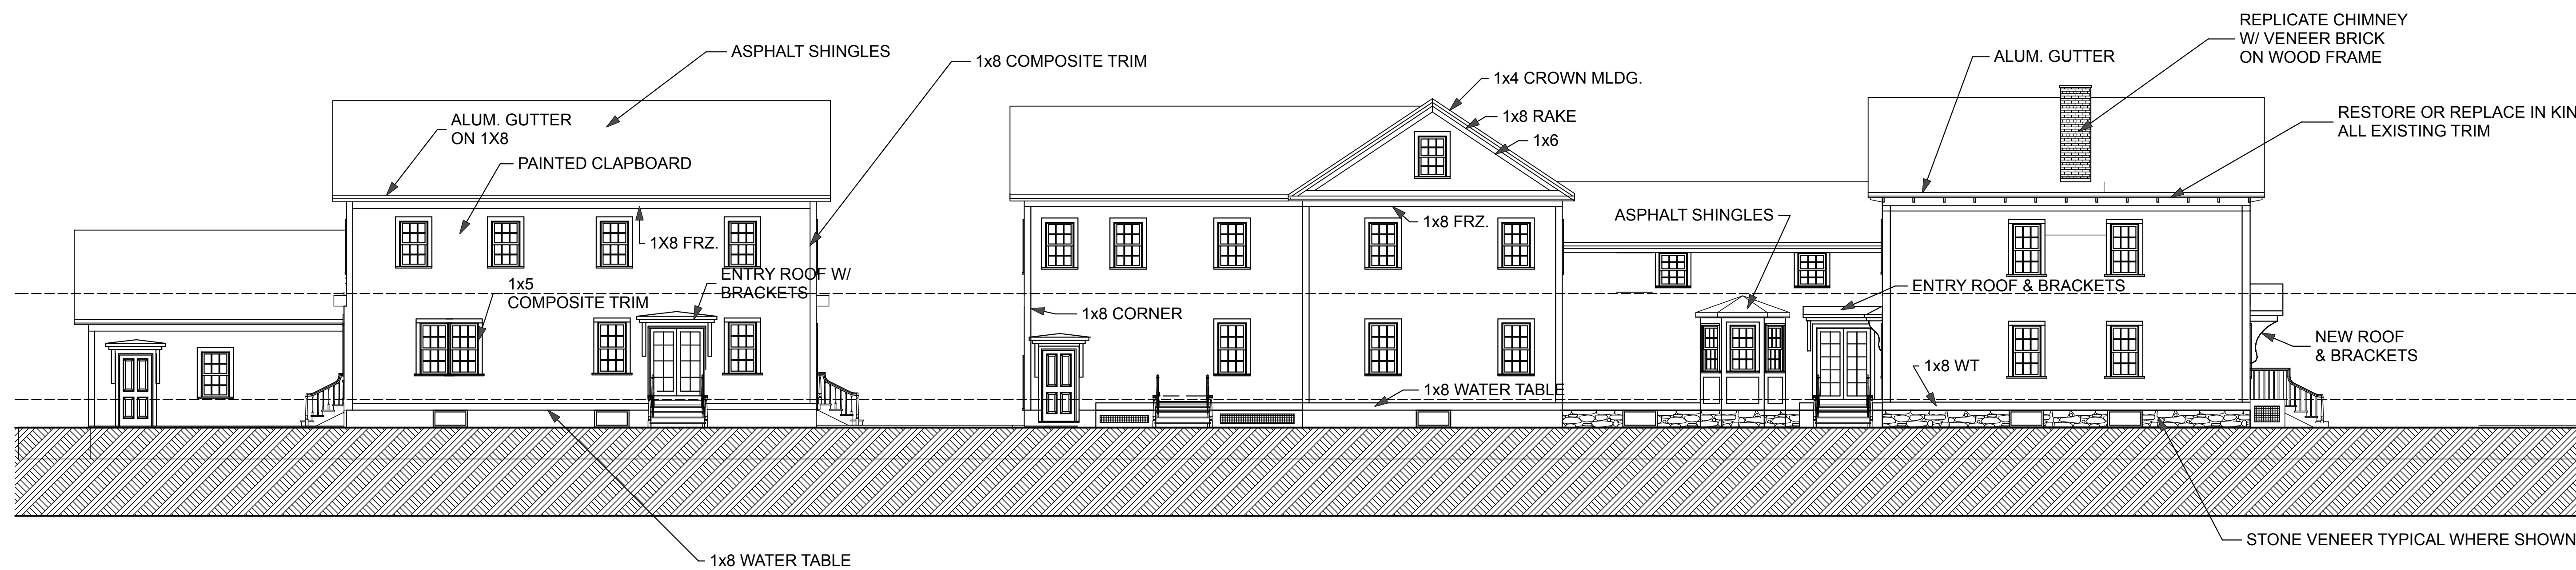 ASPHALT SHINGLES
1x8 COMPOSITE TRIM
ALUM. GUTTER
ON 1X8
PAINTED CLAPBOARD
1X8 FRZ.
ENTRY ROOF W/
BRACKETS
1x5
COMPOSITE TRIM
1x8 WATER TABLE
1x4 CROWN MLDG.
1x8 RAKE
1x6
1x8 FRZ.
1x8 CORNER
1x8 WATER TABLE
ASPHALT SHINGLES
ENTRY ROOF & BRACKETS
ALUM. GUTTER
REPLICATE CHIMNEY
W/ VENEER BRICK
ON WOOD FRAME
RESTORE OR REPLACE IN KIN
ALL EXISTING TRIM
NEW ROOF
& BRACKETS
1x8 WT
STONE VENEER TYPICAL WHERE SHOWN